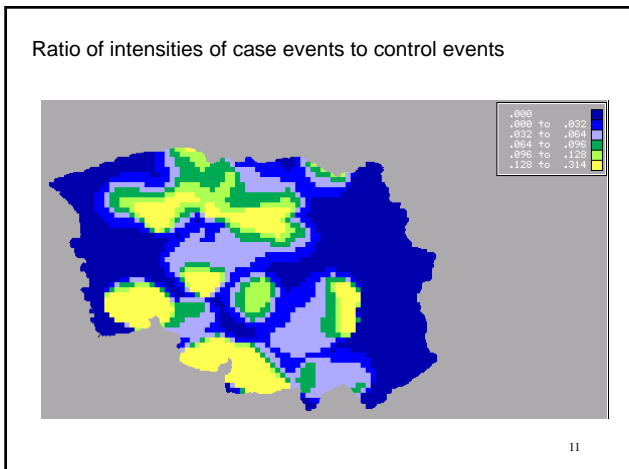 Ratio of intensities of case events to control events
.000
.000 to .032
.032 to .064
.064 to .096
.096 to .128
.128 to .314
11